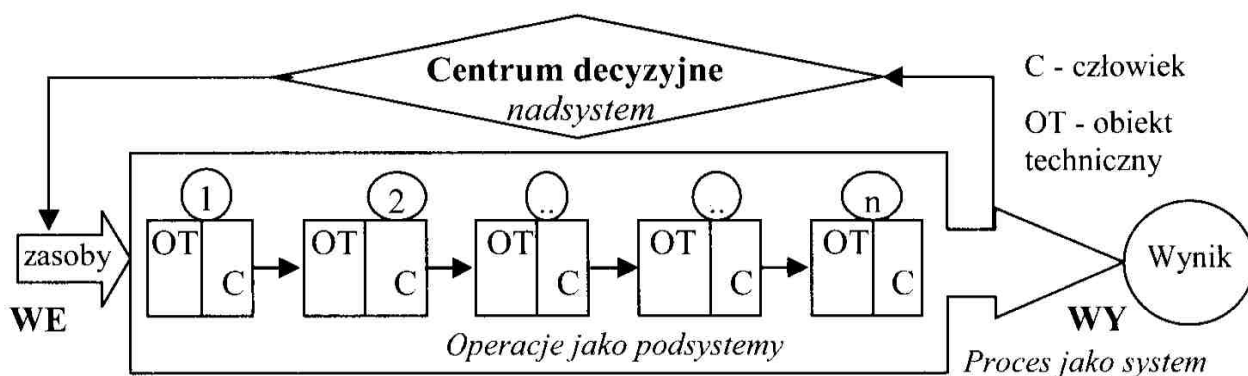 Centrum decyzyjne
nadsystem
C - człowiek
OT - obiekt
techniczny
1
2
..
..
n
zasoby
OT
C
OT
C
OT
C
OT
C
OT
C
Wynik
WE
WY
Operacje jako podsystemy
Proces jako system